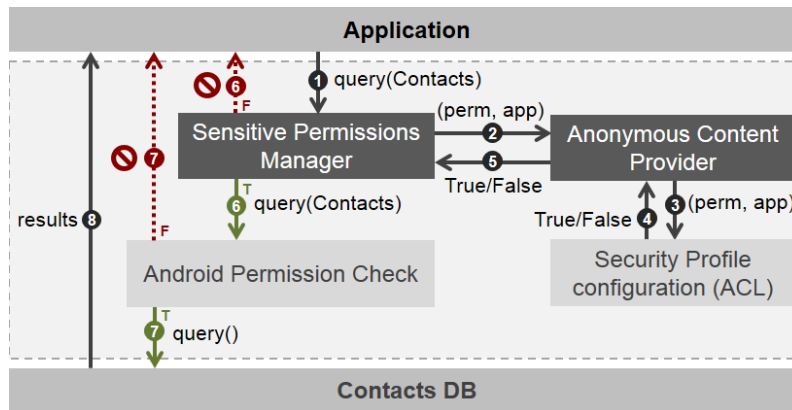 Application
1
query(Contacts)
6
F
(perm, app)
2
Sensitive Permissions
Manager
Anonymous Content
Provider
5
True/False
7
T
6
query(Contacts)
results
8
True/False
4
3
(perm, app)
F
Android Permission Check
Security Profile
configuration (ACL)
T
7
query()
Contacts DB